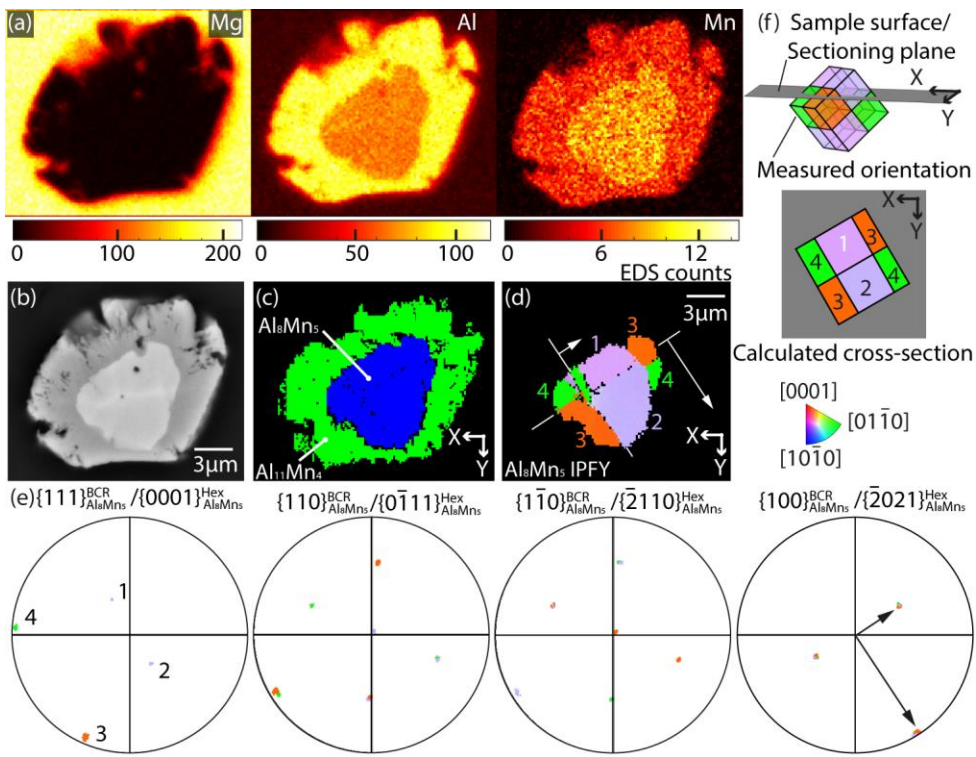 (a) Mg Al Mn
0 100 200 0 50 100 0 6 12
EDS counts
(b) 3μm
(c) Al₈Mn₅ Al₁₁Mn₄ X Y
(d) 3μm
1 3 4 4 2 3
X Y
Al₈Mn₅ IPFY
(e) {111}ᴮᶜᴿAl₈Mn₅/{0001}ᴴᵉˣAl₈Mn₅
1
4
2
3
{110}ᴮᶜᴿAl₈Mn₅/{01̅11}ᴴᵉˣAl₈Mn₅
{11̅0}ᴮᶜᴿAl₈Mn₅/{2̅110}ᴴᵉˣAl₈Mn₅
{100}ᴮᶜᴿAl₈Mn₅/{2̅021}ᴴᵉˣAl₈Mn₅
(f) Sample surface/
Sectioning plane
X
Y
Measured orientation
X
Y
1 3
4 4
3 2
Calculated cross-section
[0001]
[011̅0]
[101̅0]